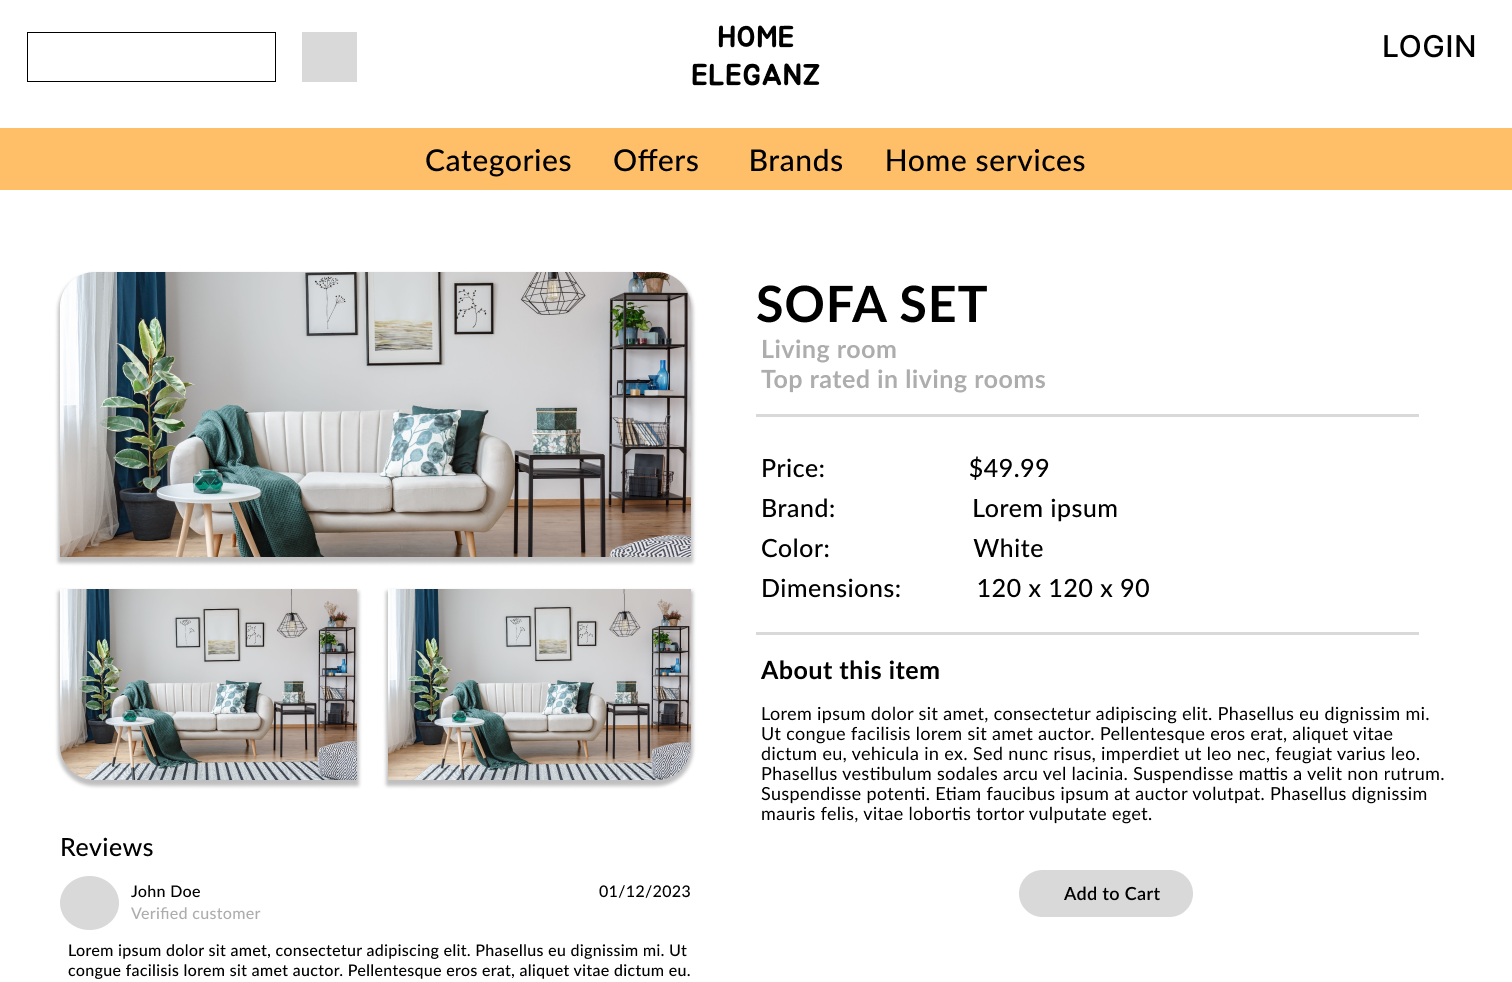 HOME
ELEGANZ
LOGIN
Categories Offers Brands Home services
SOFA SET
Living room
Top rated in living rooms
Price: $49.99
Brand: Lorem ipsum
Color: White
Dimensions: 120 x 120 x 90
About this item
Lorem ipsum dolor sit amet, consectetur adipiscing elit. Phasellus eu dignissim mi.
Ut congue facilisis lorem sit amet auctor. Pellentesque eros erat, aliquet vitae
dictum eu, vehicula in ex. Sed nunc risus, imperdiet ut leo nec, feugiat varius leo.
Phasellus vestibulum sodales arcu vel lacinia. Suspendisse mattis a velit non rutrum.
Suspendisse potenti. Etiam faucibus ipsum at auctor volutpat. Phasellus dignissim
mauris felis, vitae lobortis tortor vulputate eget.
Add to Cart
Reviews
John Doe 01/12/2023
Verified customer
Lorem ipsum dolor sit amet, consectetur adipiscing elit. Phasellus eu dignissim mi. Ut
congue facilisis lorem sit amet auctor. Pellentesque eros erat, aliquet vitae dictum eu.